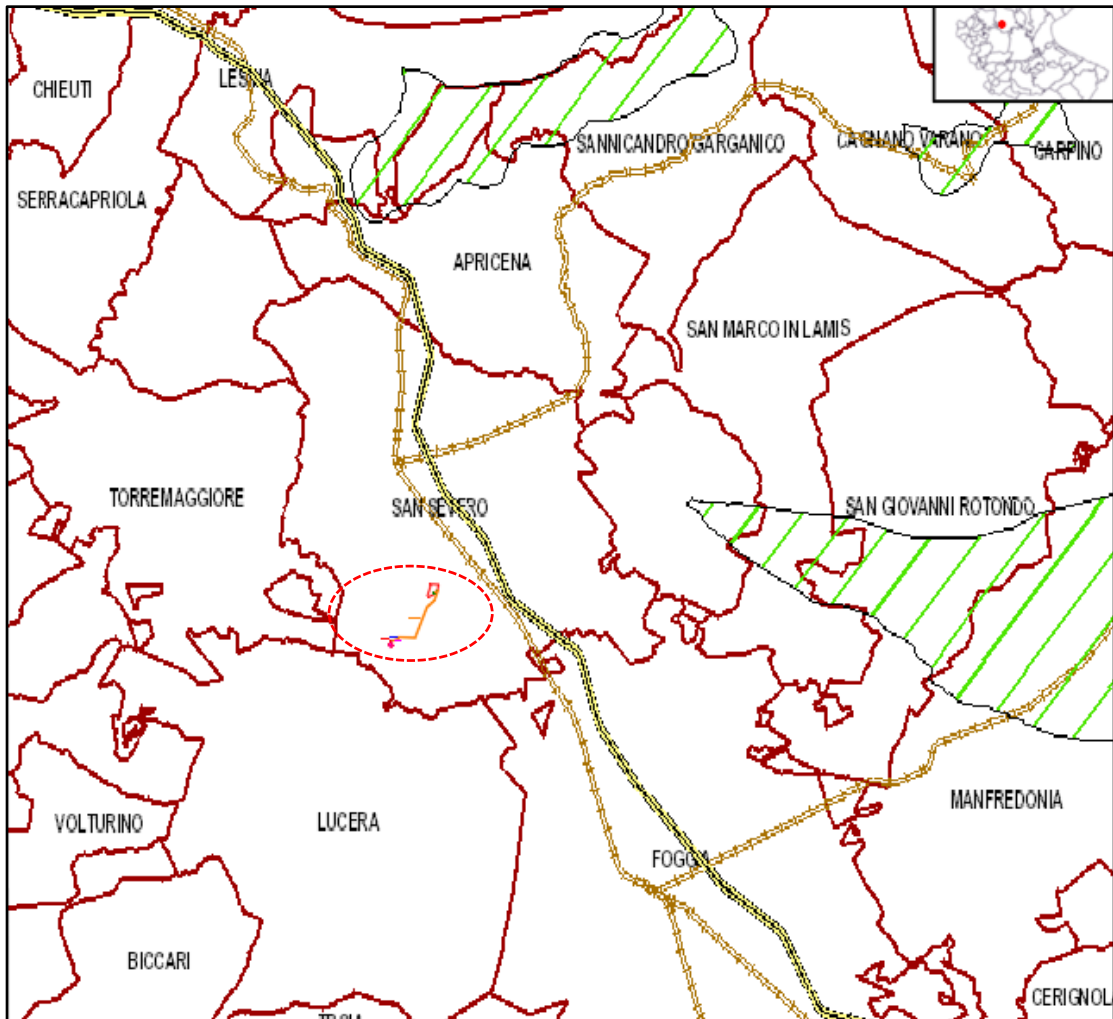 CHIEUTI
SANNICANDRO GARGANICO
CAGNANO VARANO
CARPINO
SERRACAPRIOLA
APRICENA
SAN MARCO IN LAMIS
TORREMAGGIORE
SAN SEVERO
SAN GIOVANNI ROTONDO
MANFREDONIA
VOLTURINO
LUCERA
FOGGIA
BICCARI
CERIGNOL